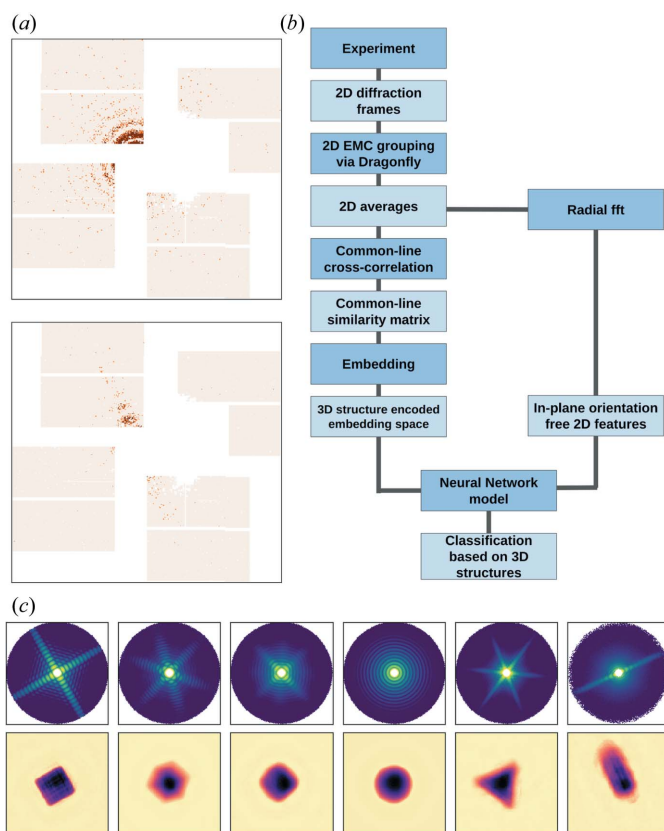 (a)
(b)
Experiment
2D diffraction
frames
2D EMC grouping
via Dragonfly
2D averages
Radial fft
Common-line
cross-correlation
Common-line
similarity matrix
Embedding
3D structure encoded
embedding space
In-plane orientation
free 2D features
Neural Network
model
Classification
based on 3D
structures
(c)